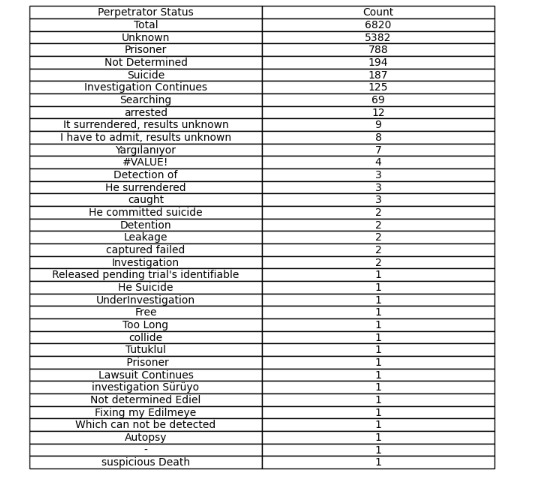 Perpetrator Status Count
Total 6820
Unknown 5382
Prisoner 788
Not Determined 194
Suicide 187
Investigation Continues 125
Searching 69
arrested 12
It surrendered, results unknown 9
I have to admit, results unknown 8
Yargılanıyor 7
#VALUE! 4
Detection of 3
He surrendered 3
caught 3
He committed suicide 2
Detention 2
Leakage 2
captured failed 2
Investigation 2
Released pending trial's identifiable 1
He Suicide 1
UnderInvestigation 1
Free 1
Too Long 1
collide 1
Tutuklul 1
Prisoner 1
Lawsuit Continues 1
investigation Sürüyo 1
Not determined Ediel 1
Fixing my Edilmeye 1
Which can not be detected 1
Autopsy 1
- 1
suspicious Death 1